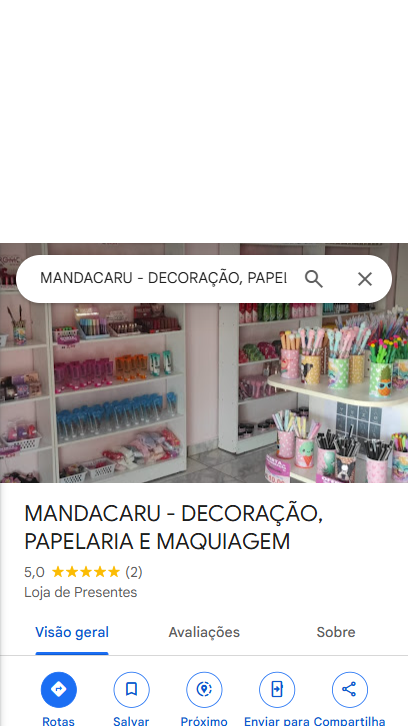 MANDACARU - DECORAÇÃO, PAPEL
MANDACARU - DECORAÇÃO,
PAPELARIA E MAQUIAGEM
5,0 ★★★★★ (2)
Loja de Presentes
Visão geral Avaliações Sobre
Rotas Salvar Próximo Enviar para Compartilha